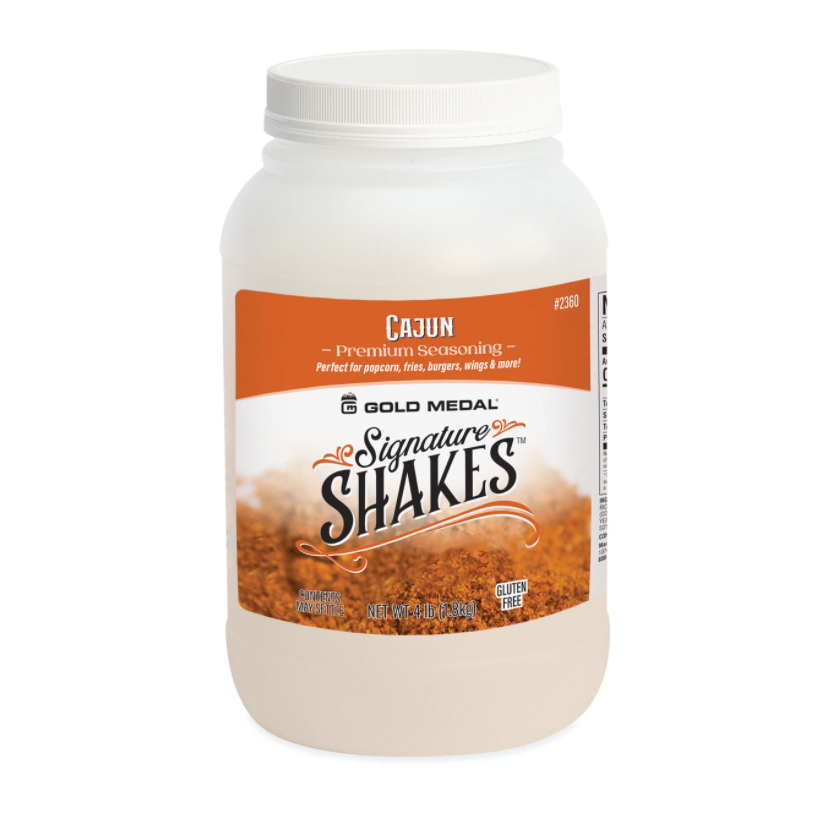 #2360
CAJUN
– Premium Seasoning –
Perfect for popcorn, fries, burgers, wings & more!
GOLD MEDAL®
Signature
SHAKES™
CONTENTS
MAY SETTLE
NET WT 4 lb (1.8kg)
GLUTEN
FREE